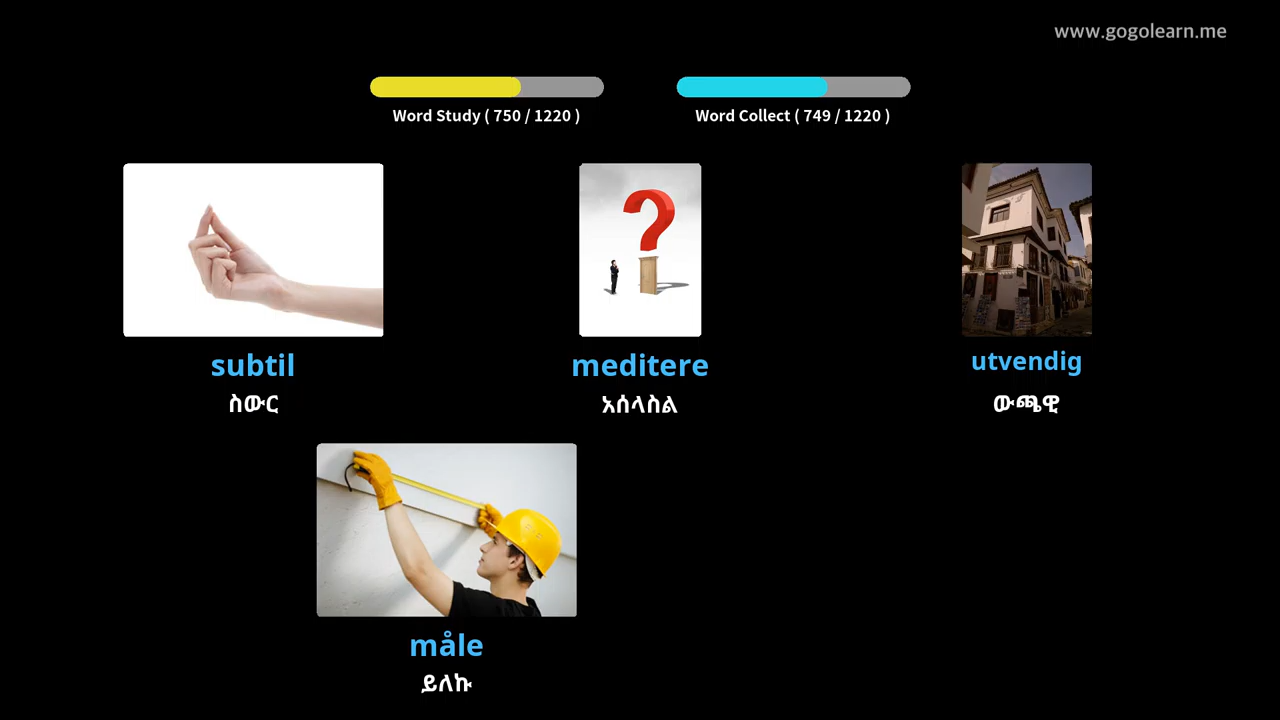 www.gogolearn.me
Word Study ( 750 / 1220 )
Word Collect ( 749 / 1220 )
subtil
ስውር
meditere
አሰላስል
utvendig
ውጫዊ
måle
ይለኩ